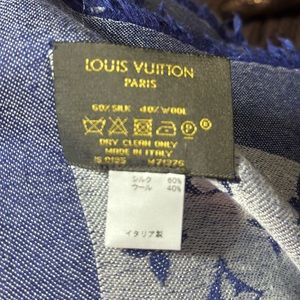 LOUIS VUITTON
PARIS
60% SILK 40% WOOL
P
DRY CLEAN ONLY
MADE IN ITALY
シルク 60%
ウール 40%
イタリア製